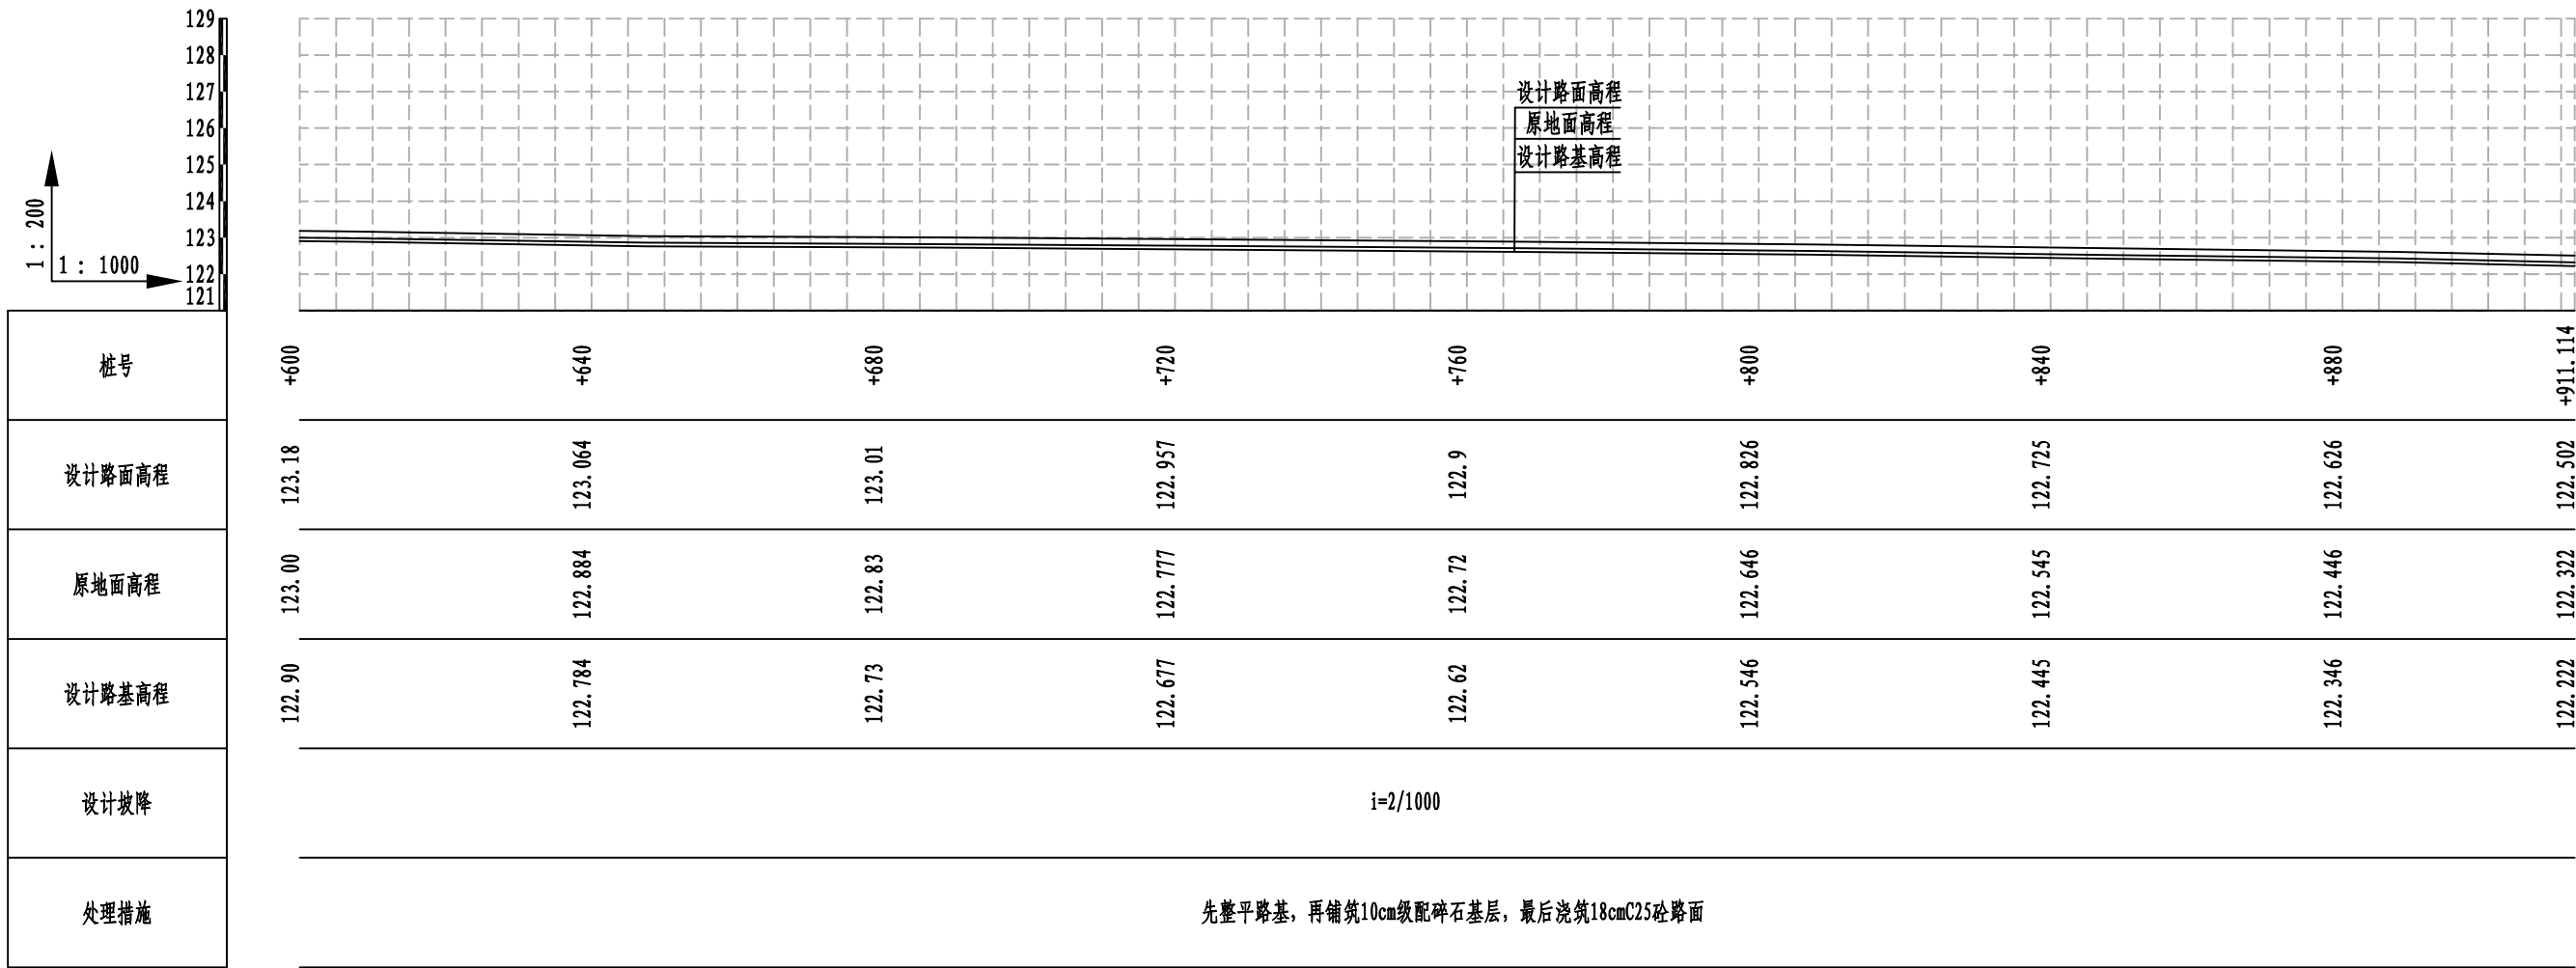 129
128
127
126
125
124
123
122
121
1: 200
1: 1000
设计路面高程
原地面高程
设计路基高程
桩号 +600 +640 +680 +720 +760 +800 +840 +880 +911.114
设计路面高程 123.18 123.064 123.01 122.957 122.9 122.826 122.725 122.626 122.502
原地面高程 123.00 122.884 122.83 122.777 122.72 122.646 122.545 122.446 122.322
设计路基高程 122.90 122.784 122.73 122.677 122.62 122.546 122.445 122.346 122.222
设计坡降 i=2/1000
处理措施 先整平路基，再铺筑10cm级配碎石基层，最后浇筑18cmC25砼路面